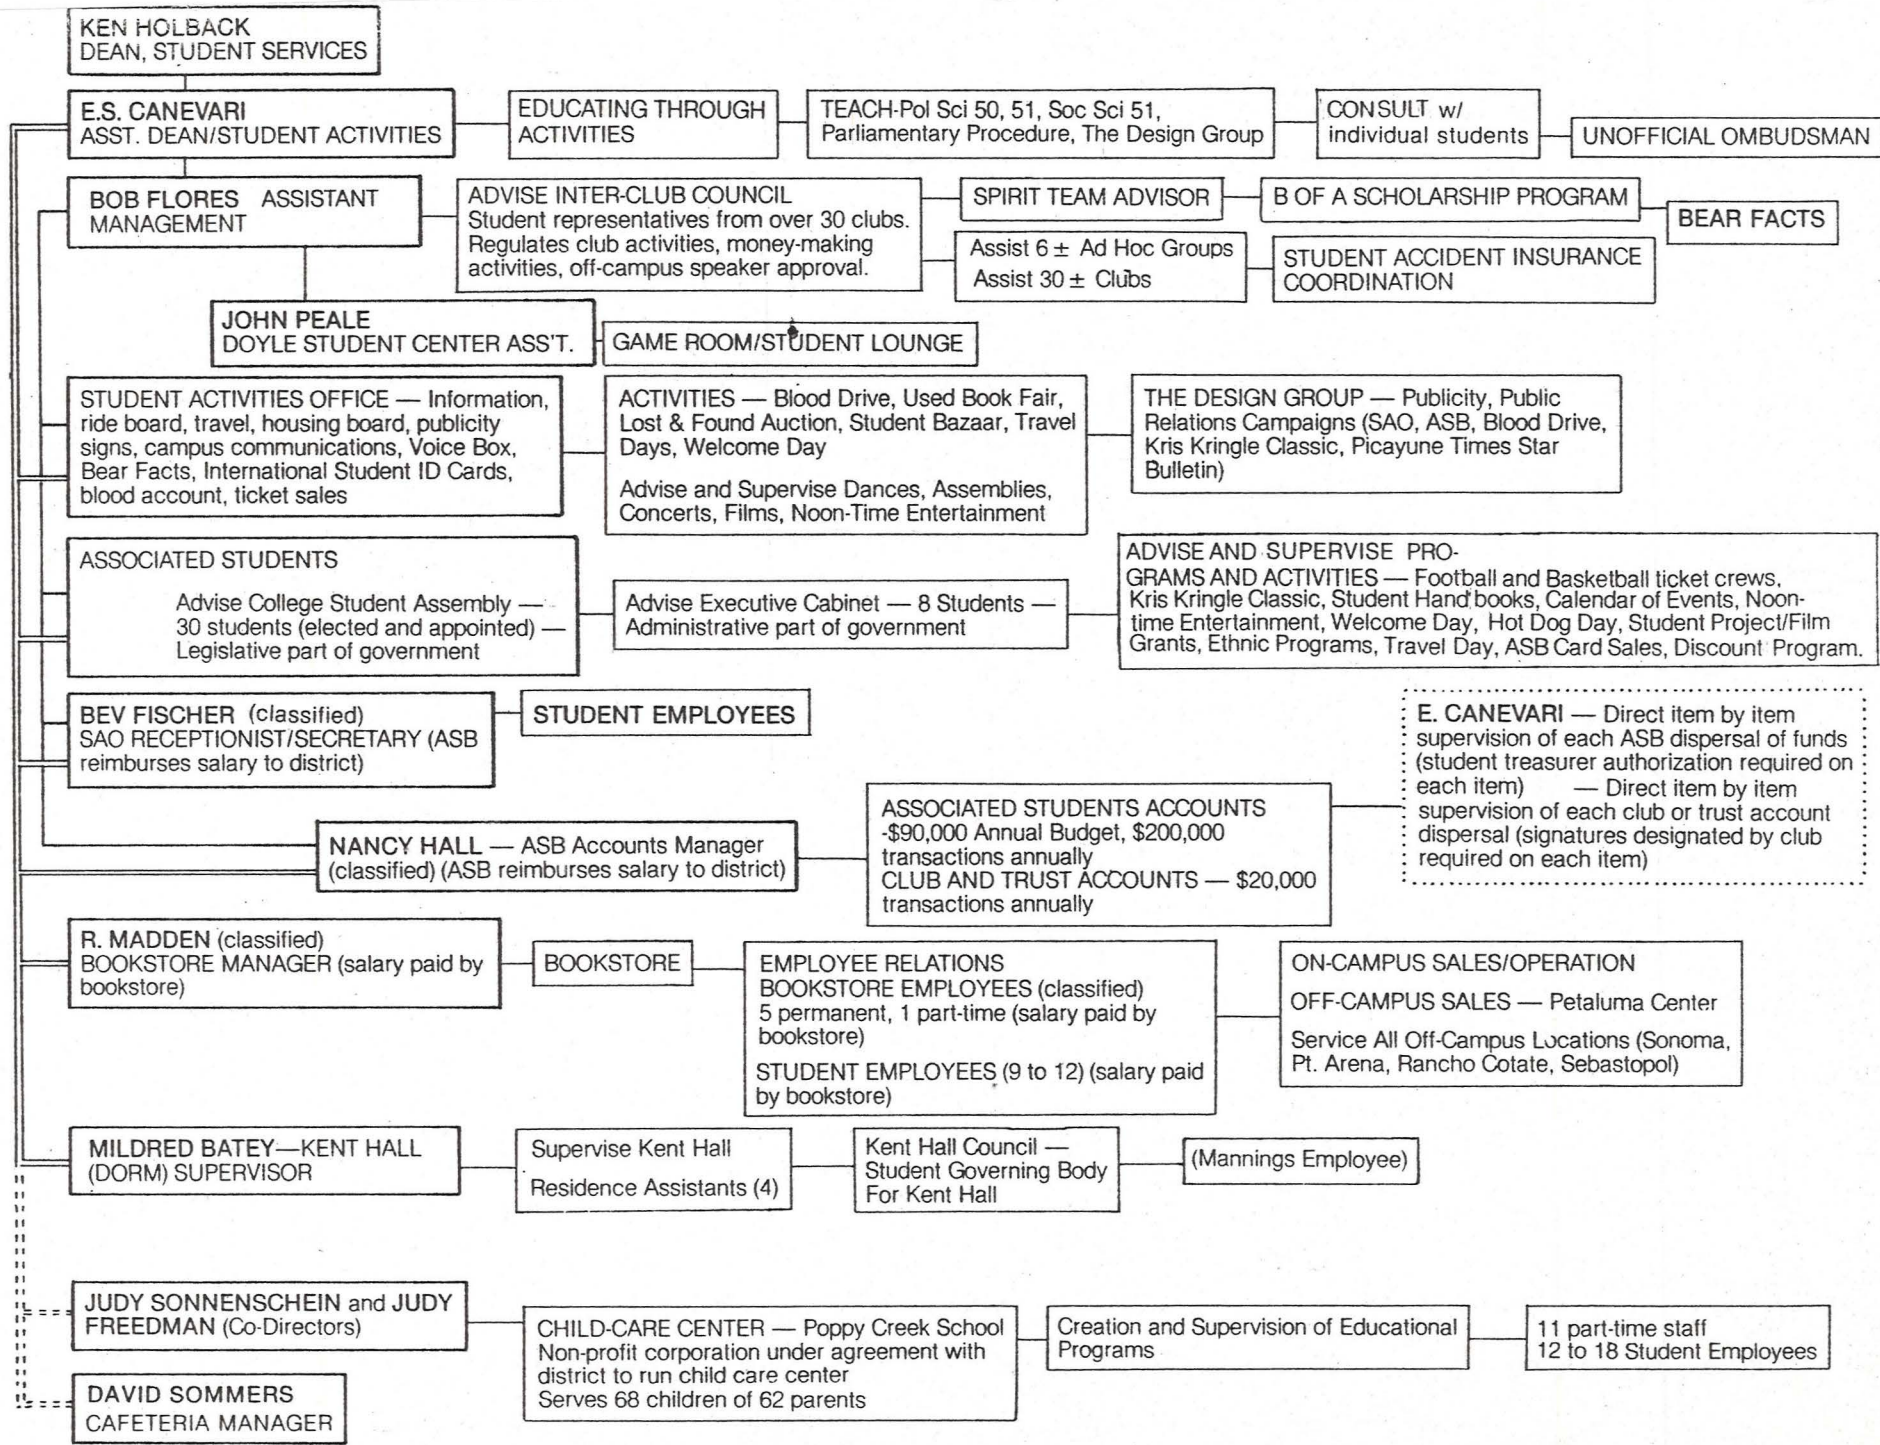 KEN HOLBACK
DEAN, STUDENT SERVICES
E.S. CANEVARI
ASST. DEAN/STUDENT ACTIVITIES
EDUCATING THROUGH
ACTIVITIES
TEACH-Pol Sci 50, 51, Soc Sci 51,
Parliamentary Procedure, The Design Group
CONSULT w/
individual students
UNOFFICIAL OMBUDSMAN
BOB FLORES ASSISTANT
MANAGEMENT
ADVISE INTER-CLUB COUNCIL
Student representatives from over 30 clubs.
Regulates club activities, money-making
activities, off-campus speaker approval.
SPIRIT TEAM ADVISOR
B OF A SCHOLARSHIP PROGRAM
BEAR FACTS
Assist 6 ± Ad Hoc Groups
Assist 30 ± Clubs
STUDENT ACCIDENT INSURANCE
COORDINATION
JOHN PEALE
DOYLE STUDENT CENTER ASS'T.
GAME ROOM/STUDENT LOUNGE
STUDENT ACTIVITIES OFFICE — Information,
ride board, travel, housing board, publicity
signs, campus communications, Voice Box,
Bear Facts, International Student ID Cards,
blood account, ticket sales
ACTIVITIES — Blood Drive, Used Book Fair,
Lost & Found Auction, Student Bazaar, Travel
Days, Welcome Day
Advise and Supervise Dances, Assemblies,
Concerts, Films, Noon-Time Entertainment
THE DESIGN GROUP — Publicity, Public
Relations Campaigns (SAO, ASB, Blood Drive,
Kris Kringle Classic, Picayune Times Star
Bulletin)
ASSOCIATED STUDENTS
Advise College Student Assembly —
30 students (elected and appointed) —
Legislative part of government
Advise Executive Cabinet — 8 Students —
Administrative part of government
ADVISE AND SUPERVISE PRO-
GRAMS AND ACTIVITIES — Football and Basketball ticket crews,
Kris Kringle Classic, Student Handbooks, Calendar of Events, Noon-
time Entertainment, Welcome Day, Hot Dog Day, Student Project/Film
Grants, Ethnic Programs, Travel Day, ASB Card Sales, Discount Program.
BEV FISCHER (classified)
SAO RECEPTIONIST/SECRETARY (ASB
reimburses salary to district)
STUDENT EMPLOYEES
E. CANEVARI — Direct item by item
supervision of each ASB dispersal of funds
(student treasurer authorization required on
each item) — Direct item by item
supervision of each club or trust account
dispersal (signatures designated by club
required on each item)
NANCY HALL — ASB Accounts Manager
(classified) (ASB reimburses salary to district)
ASSOCIATED STUDENTS ACCOUNTS
-$90,000 Annual Budget, $200,000
transactions annually
CLUB AND TRUST ACCOUNTS — $20,000
transactions annually
R. MADDEN (classified)
BOOKSTORE MANAGER (salary paid by
bookstore)
BOOKSTORE
EMPLOYEE RELATIONS
BOOKSTORE EMPLOYEES (classified)
5 permanent, 1 part-time (salary paid by
bookstore)
STUDENT EMPLOYEES (9 to 12) (salary paid
by bookstore)
ON-CAMPUS SALES/OPERATION
OFF-CAMPUS SALES — Petaluma Center
Service All Off-Campus Locations (Sonoma,
Pt. Arena, Rancho Cotate, Sebastopol)
MILDRED BATEY—KENT HALL
(DORM) SUPERVISOR
Supervise Kent Hall
Residence Assistants (4)
Kent Hall Council —
Student Governing Body
For Kent Hall
(Mannings Employee)
JUDY SONNENSCHEIN and JUDY
FREEDMAN (Co-Directors)
CHILD-CARE CENTER — Poppy Creek School
Non-profit corporation under agreement with
district to run child care center
Serves 68 children of 62 parents
Creation and Supervision of Educational
Programs
11 part-time staff
12 to 18 Student Employees
DAVID SOMMERS
CAFETERIA MANAGER